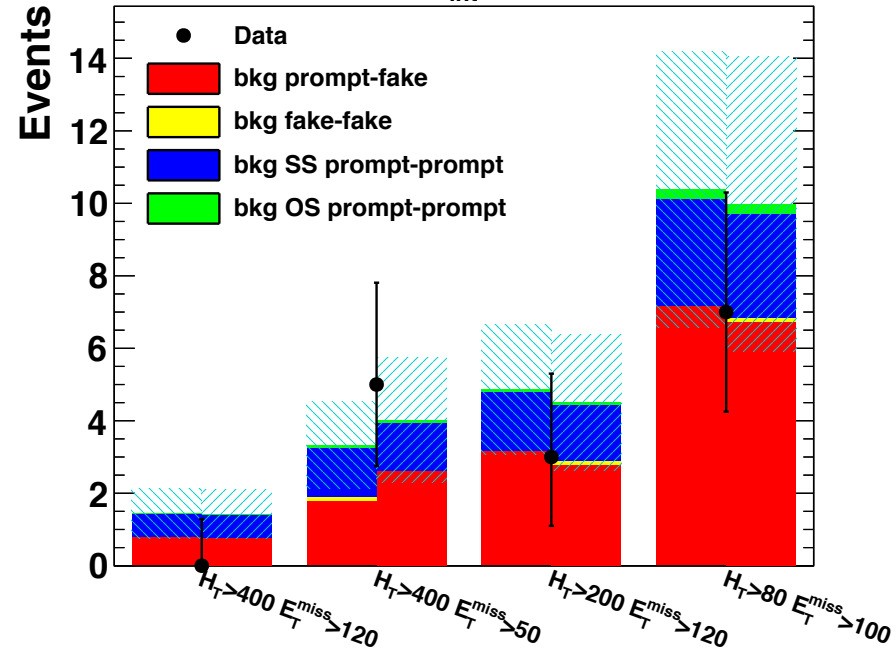 int
Events
14
12
10
8
6
4
2
0
Data
bkg prompt-fake
bkg fake-fake
bkg SS prompt-prompt
bkg OS prompt-prompt
H_T>400 E_T^miss>120
H_T>400 E_T^miss>50
H_T>200 E_T^miss>120
H_T>80 E_T^miss>100